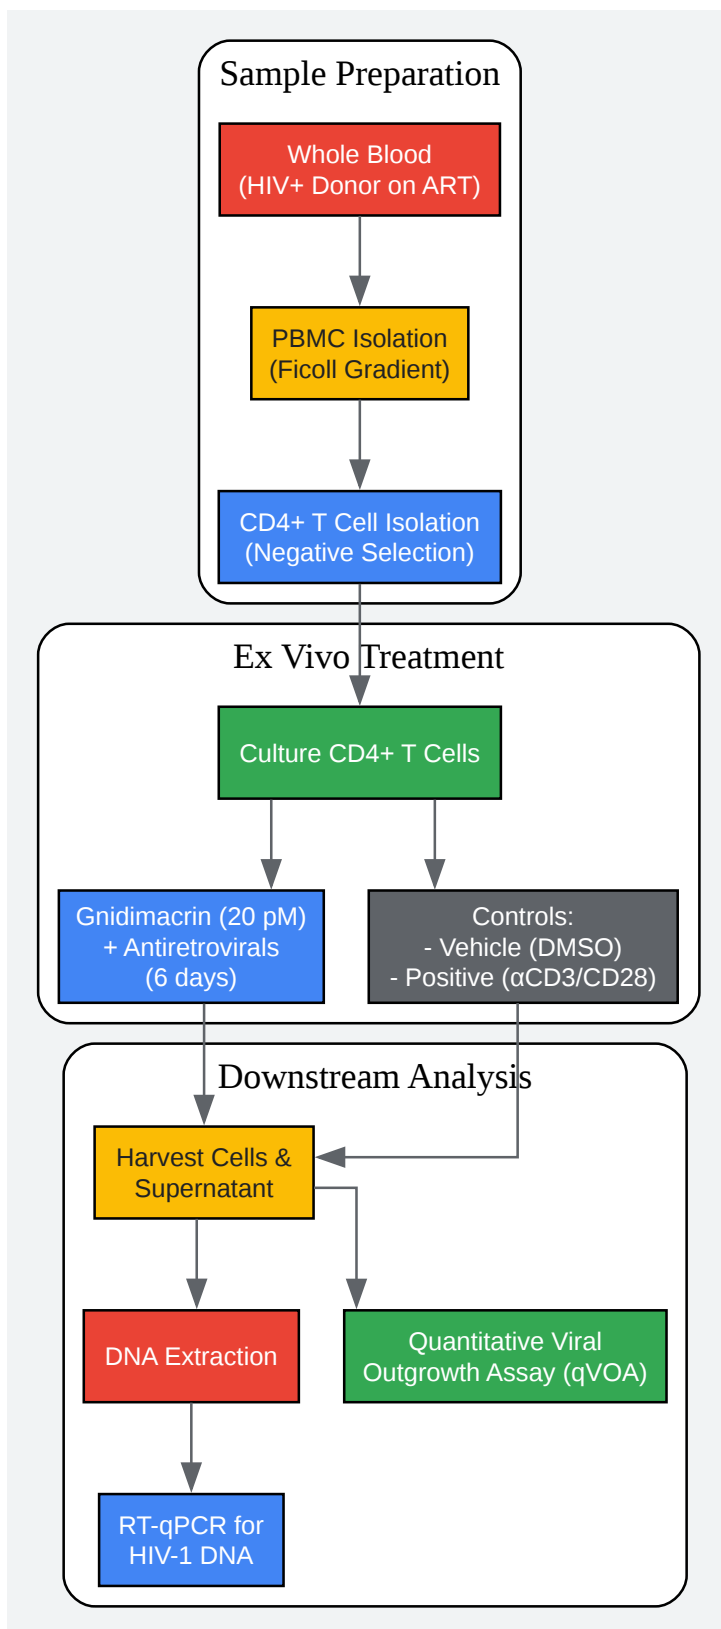 Sample Preparation
Whole Blood
(HIV+ Donor on ART)
PBMC Isolation
(Ficoll Gradient)
CD4+ T Cell Isolation
(Negative Selection)
Ex Vivo Treatment
Culture CD4+ T Cells
Gnidimacrin (20 pM)
+ Antiretrovirals
(6 days)
Controls:
- Vehicle (DMSO)
- Positive (αCD3/CD28)
Downstream Analysis
Harvest Cells &
Supernatant
DNA Extraction
Quantitative Viral
Outgrowth Assay (qVOA)
RT-qPCR for
HIV-1 DNA